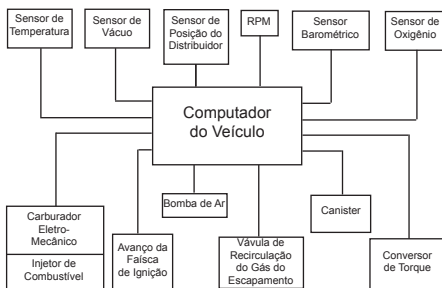 Sensor de
Temperatura
Sensor de
Vácuo
Sensor de
Posição do
Distribuidor
RPM
Sensor
Barométrico
Sensor de
Oxigênio
Computador
do Veículo
Carburador
Eletro-
Mecânico
Injetor de
Combustível
Avanço da
Faísca
de Ignição
Bomba de Ar
Vávula de
Recirculação
do Gás do
Escapamento
Canister
Conversor
de Torque